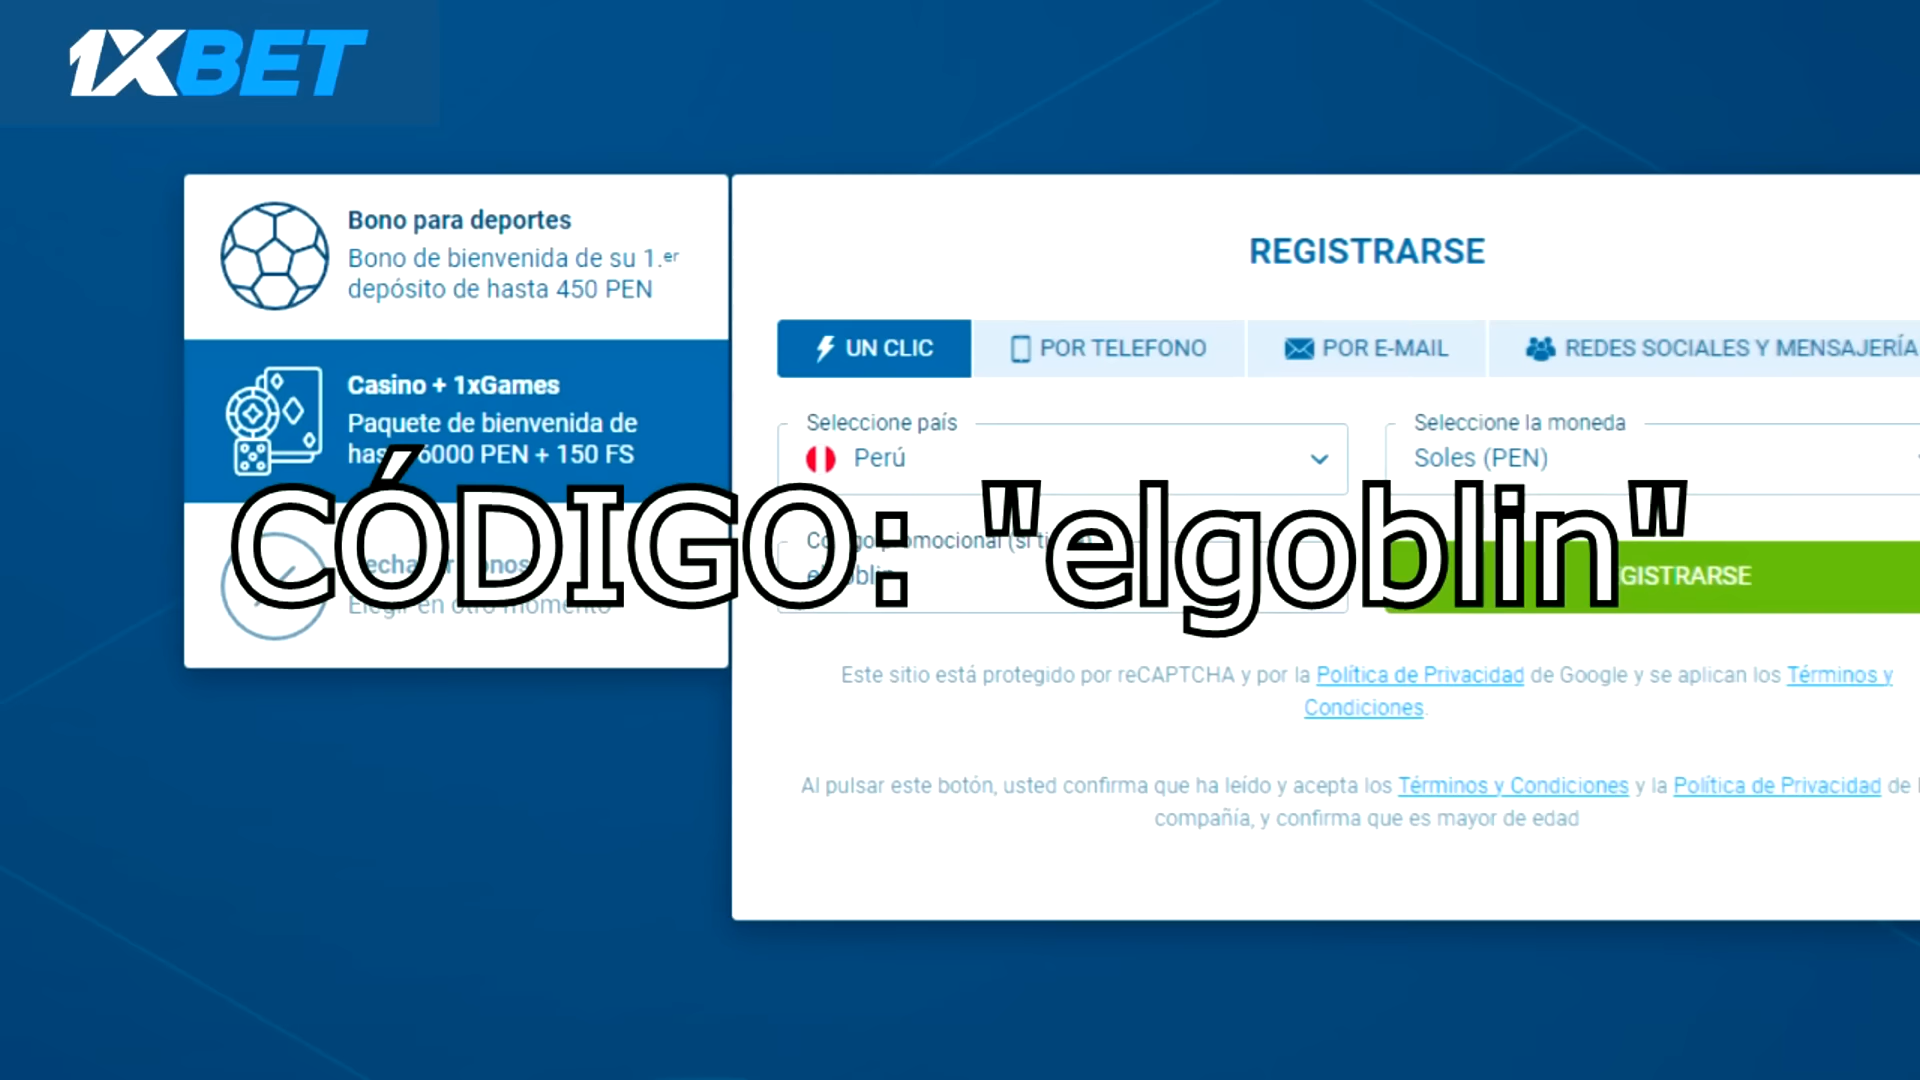 1XBET
Bono para deportes
Bono de bienvenida de su 1.er
depósito de hasta 450 PEN
Casino + 1xGames
Paquete de bienvenida de
6000 PEN + 150 FS
Elegir en otro momento
REGISTRARSE
UN CLIC
POR TELEFONO
POR E-MAIL
REDES SOCIALES Y MENSAJERÍA
Seleccione país
Perú
Seleccione la moneda
Soles (PEN)
CÓDIGO: "elgoblin"
Este sitio está protegido por reCAPTCHA y por la Política de Privacidad de Google y se aplican los Términos y
Condiciones.
Al pulsar este botón, usted confirma que ha leído y acepta los Términos y Condiciones y la Política de Privacidad de
compañía, y confirma que es mayor de edad